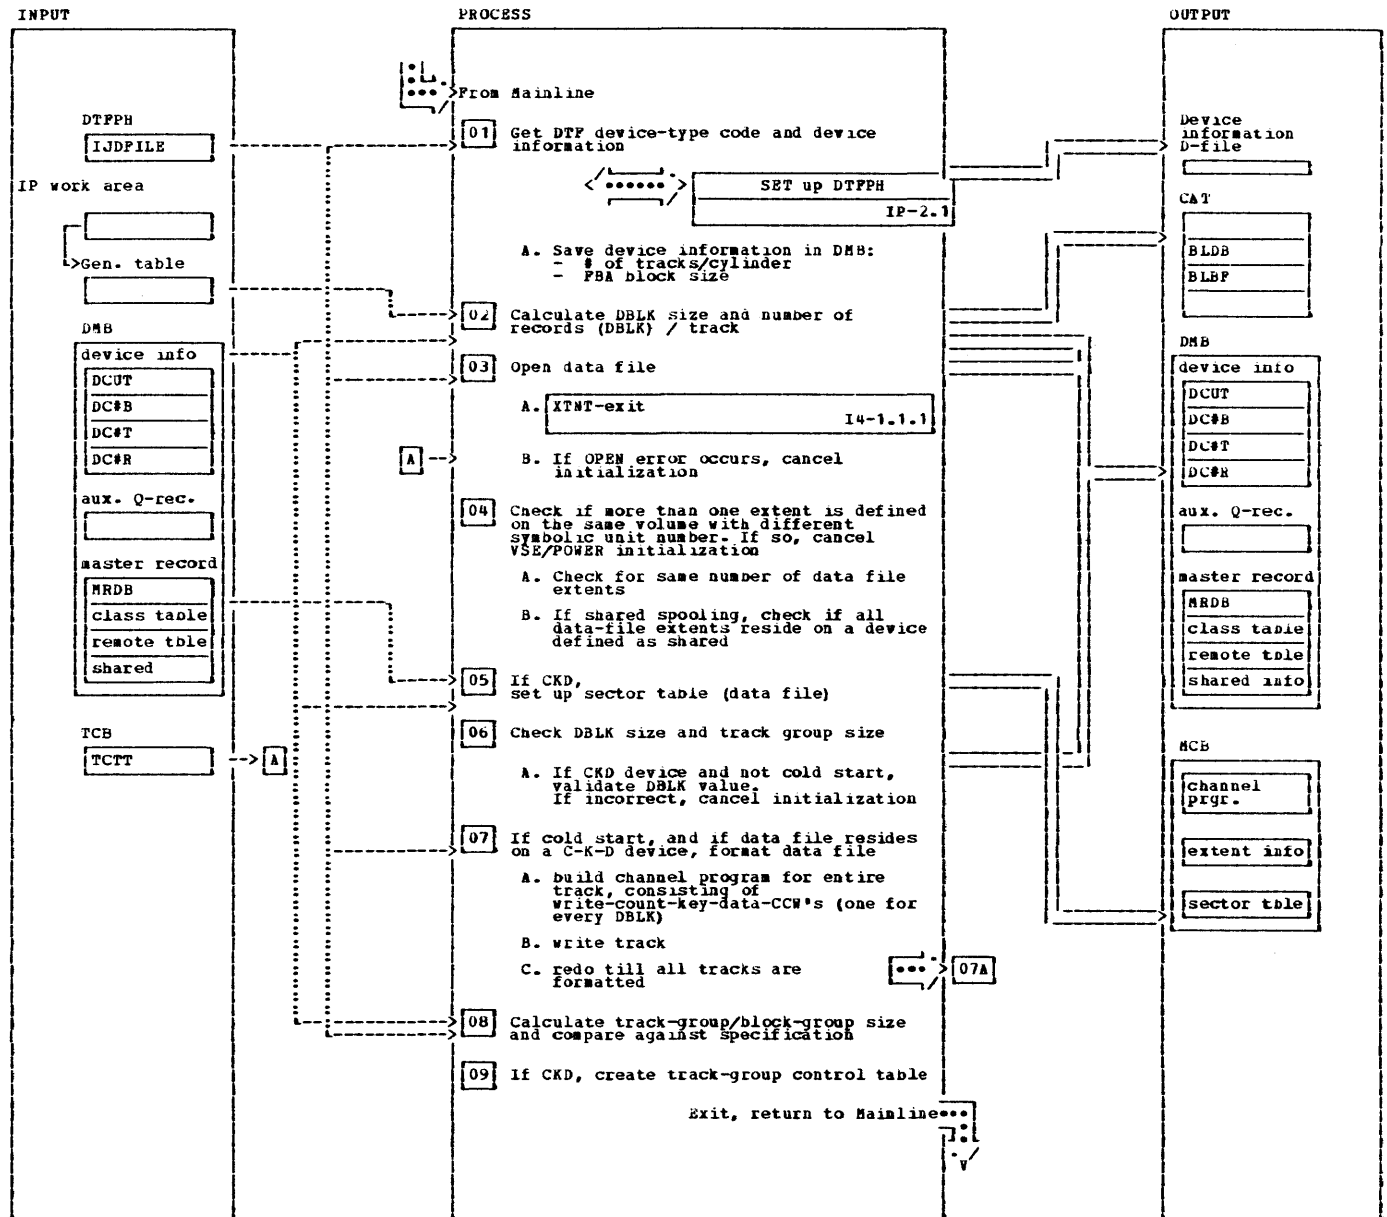 INPUT
PROCESS
OUTPUT
From Mainline
DTFPH
IJDFILE
IP work area
>Gen. table
DMB
device info
DCUT
DC#B
DC#T
DC#R
aux. Q-rec.
master record
MRDB
class table
remote tble
shared
TCB
TCTT
A
A
01 Get DTF device-type code and device
information
SET up DTFPH
IP-2.1
A. Save device information in DMB:
- # of tracks/cylinder
- FBA block size
02 Calculate DBLK size and number of
records (DBLK) / track
03 Open data file
A. XTNT-exit
I4-1.1.1
B. If OPEN error occurs, cancel
initialization
04 Check if more than one extent is defined
on the same volume with different
symbolic unit number. If so, cancel
VSE/POWER initialization
A. Check for same number of data file
extents
B. If shared spooling, check if all
data-file extents reside on a device
defined as shared
05 If CKD,
set up sector table (data file)
06 Check DBLK size and track group size
A. If CKD device and not cold start,
validate DBLK value.
If incorrect, cancel initialization
07 If cold start, and if data file resides
on a C-K-D device, format data file
A. build channel program for entire
track, consisting of
write-count-key-data-CCW's (one for
every DBLK)
B. write track
C. redo till all tracks are
formatted
07A
08 Calculate track-group/block-group size
and compare against specification
09 If CKD, create track-group control table
Exit, return to Mainline
Device
information
D-file
CAT
BLDB
BLBF
DMB
device info
DCUT
DC#B
DC#T
DC#R
aux. Q-rec.
master record
MRDB
class table
remote tble
shared info
MCB
channel
prgr.
extent info
sector tble